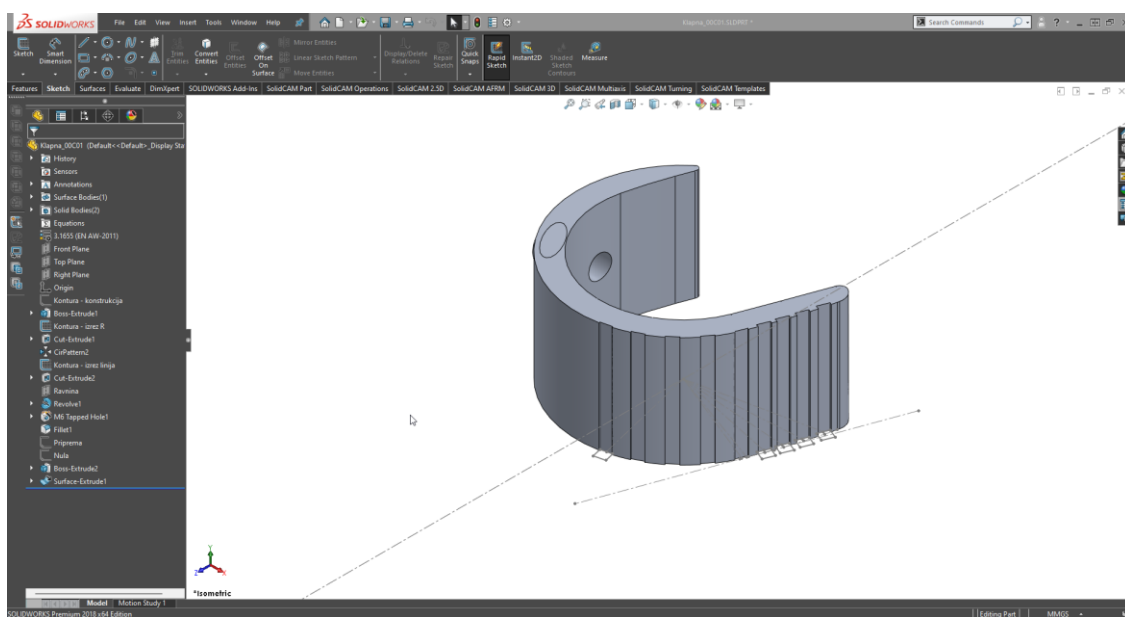 SOLIDWORKS File Edit View Insert Tools Window Help Klapna_00C01.SLDPRT * Search Commands
Sketch Smart Dimension Trim Entities Convert Entities Offset Entities Offset On Surface Mirror Entities Linear Sketch Pattern Move Entities Display/Delete Relations Repair Sketch Quick Snaps Rapid Sketch Instant2D Shaded Sketch Contours Measure
Features Sketch Surfaces Evaluate DimXpert SOLIDWORKS Add-Ins SolidCAM Part SolidCAM Operations SolidCAM 2.5D SolidCAM AFRM SolidCAM 3D SolidCAM Multiaxis SolidCAM Turning SolidCAM Templates
Klapna_00C01 (Default<<Default>_Display Sta
History
Sensors
Annotations
Surface Bodies(1)
Solid Bodies(2)
Equations
3.1655 (EN AW-2011)
Front Plane
Top Plane
Right Plane
Origin
Kontura - konstrukcija
Boss-Extrude1
Kontura - izrez R
Cut-Extrude1
CirPattern2
Kontura - izrez linija
Cut-Extrude2
Ravnina
Revolve1
M6 Tapped Hole1
Fillet1
Priprema
Nula
Boss-Extrude2
Surface-Extrude1
Y
Z X
*Isometric
Model Motion Study 1
SOLIDWORKS Premium 2018 x64 Edition Editing Part MMGS